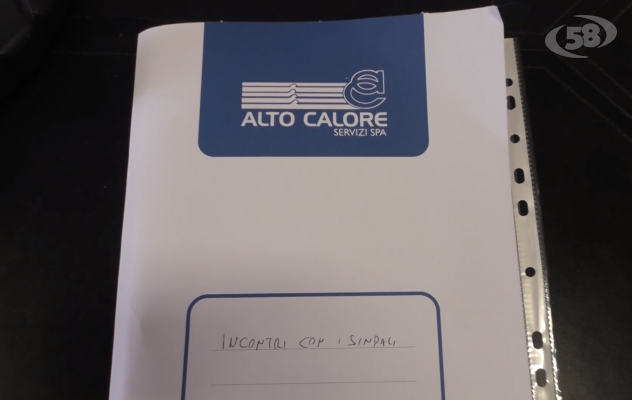 58
ALTO CALORE
SERVIZI SPA
INCONTRI CON I SINDACI